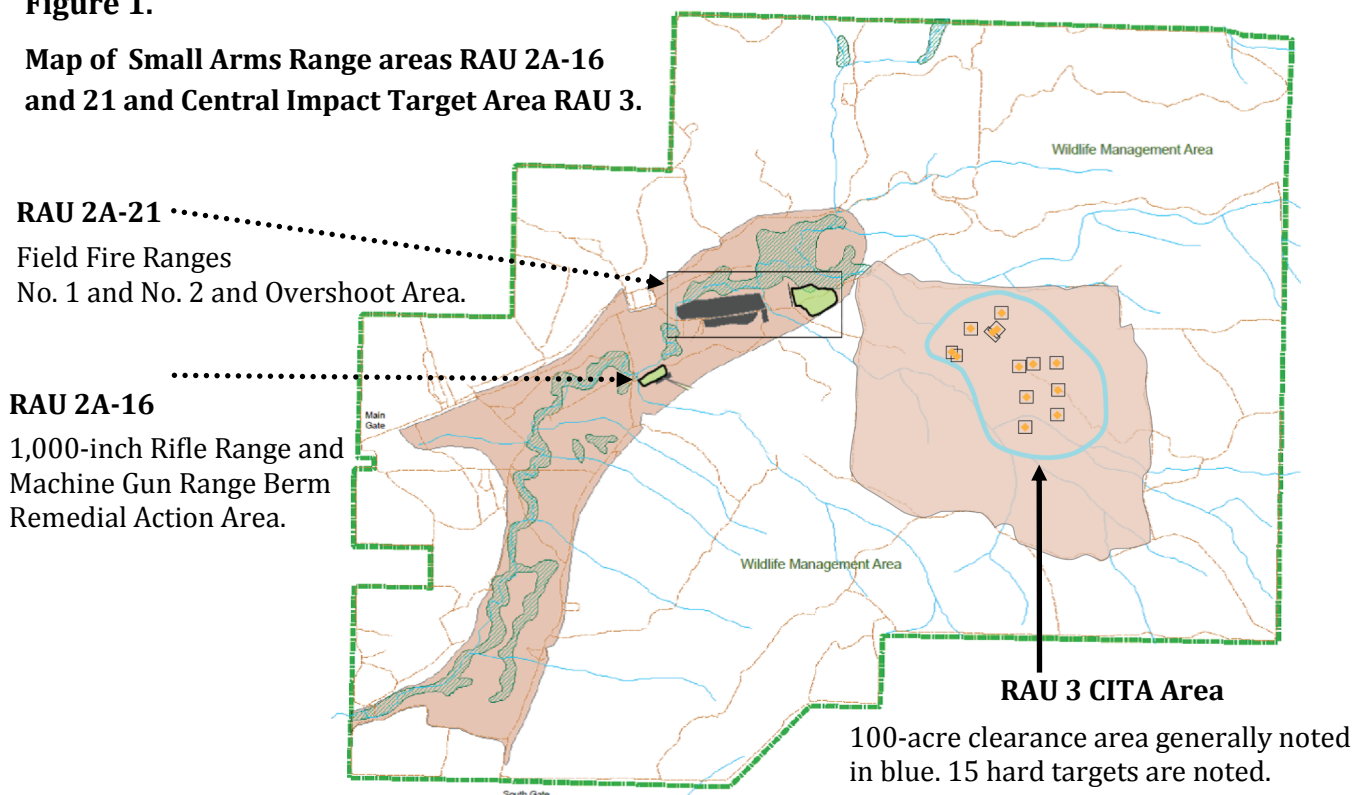 Figure 1.
Map of Small Arms Range areas RAU 2A-16
and 21 and Central Impact Target Area RAU 3.
Wildlife Management Area
RAU 2A-21
Field Fire Ranges
No. 1 and No. 2 and Overshoot Area.
RAU 2A-16
1,000-inch Rifle Range and
Machine Gun Range Berm
Remedial Action Area.
Main
Gate
Wildlife Management Area
RAU 3 CITA Area
100-acre clearance area generally noted
in blue. 15 hard targets are noted.
South Gate